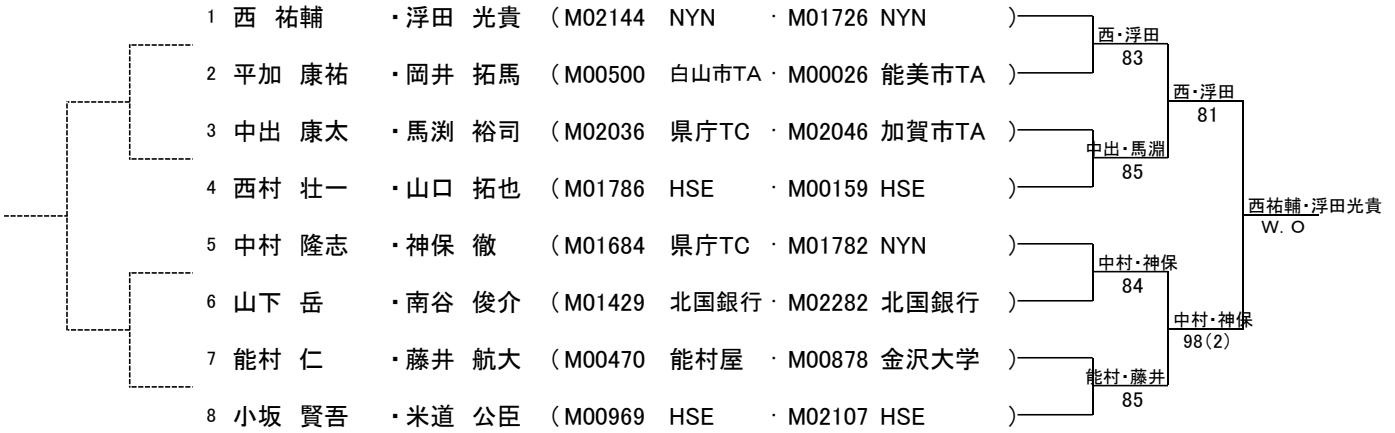 1 西 祐輔 ・浮田 光貴 (M02144 NYN ・ M01726 NYN )
西・浮田
83
2 平加 康祐 ・岡井 拓馬 (M00500 白山市TA ・ M00026 能美市TA )
西・浮田
81
3 中出 康太 ・馬渕 裕司 (M02036 県庁TC ・ M02046 加賀市TA )
中出・馬淵
85
4 西村 壮一 ・山口 拓也 (M01786 HSE ・ M00159 HSE )
西祐輔・浮田光貴
W.O
5 中村 隆志 ・神保 徹 (M01684 県庁TC ・ M01782 NYN )
中村・神保
84
6 山下 岳 ・南谷 俊介 (M01429 北国銀行 ・ M02282 北国銀行 )
中村・神保
98(2)
7 能村 仁 ・藤井 航大 (M00470 能村屋 ・ M00878 金沢大学 )
能村・藤井
85
8 小坂 賢吾 ・米道 公臣 (M00969 HSE ・ M02107 HSE )